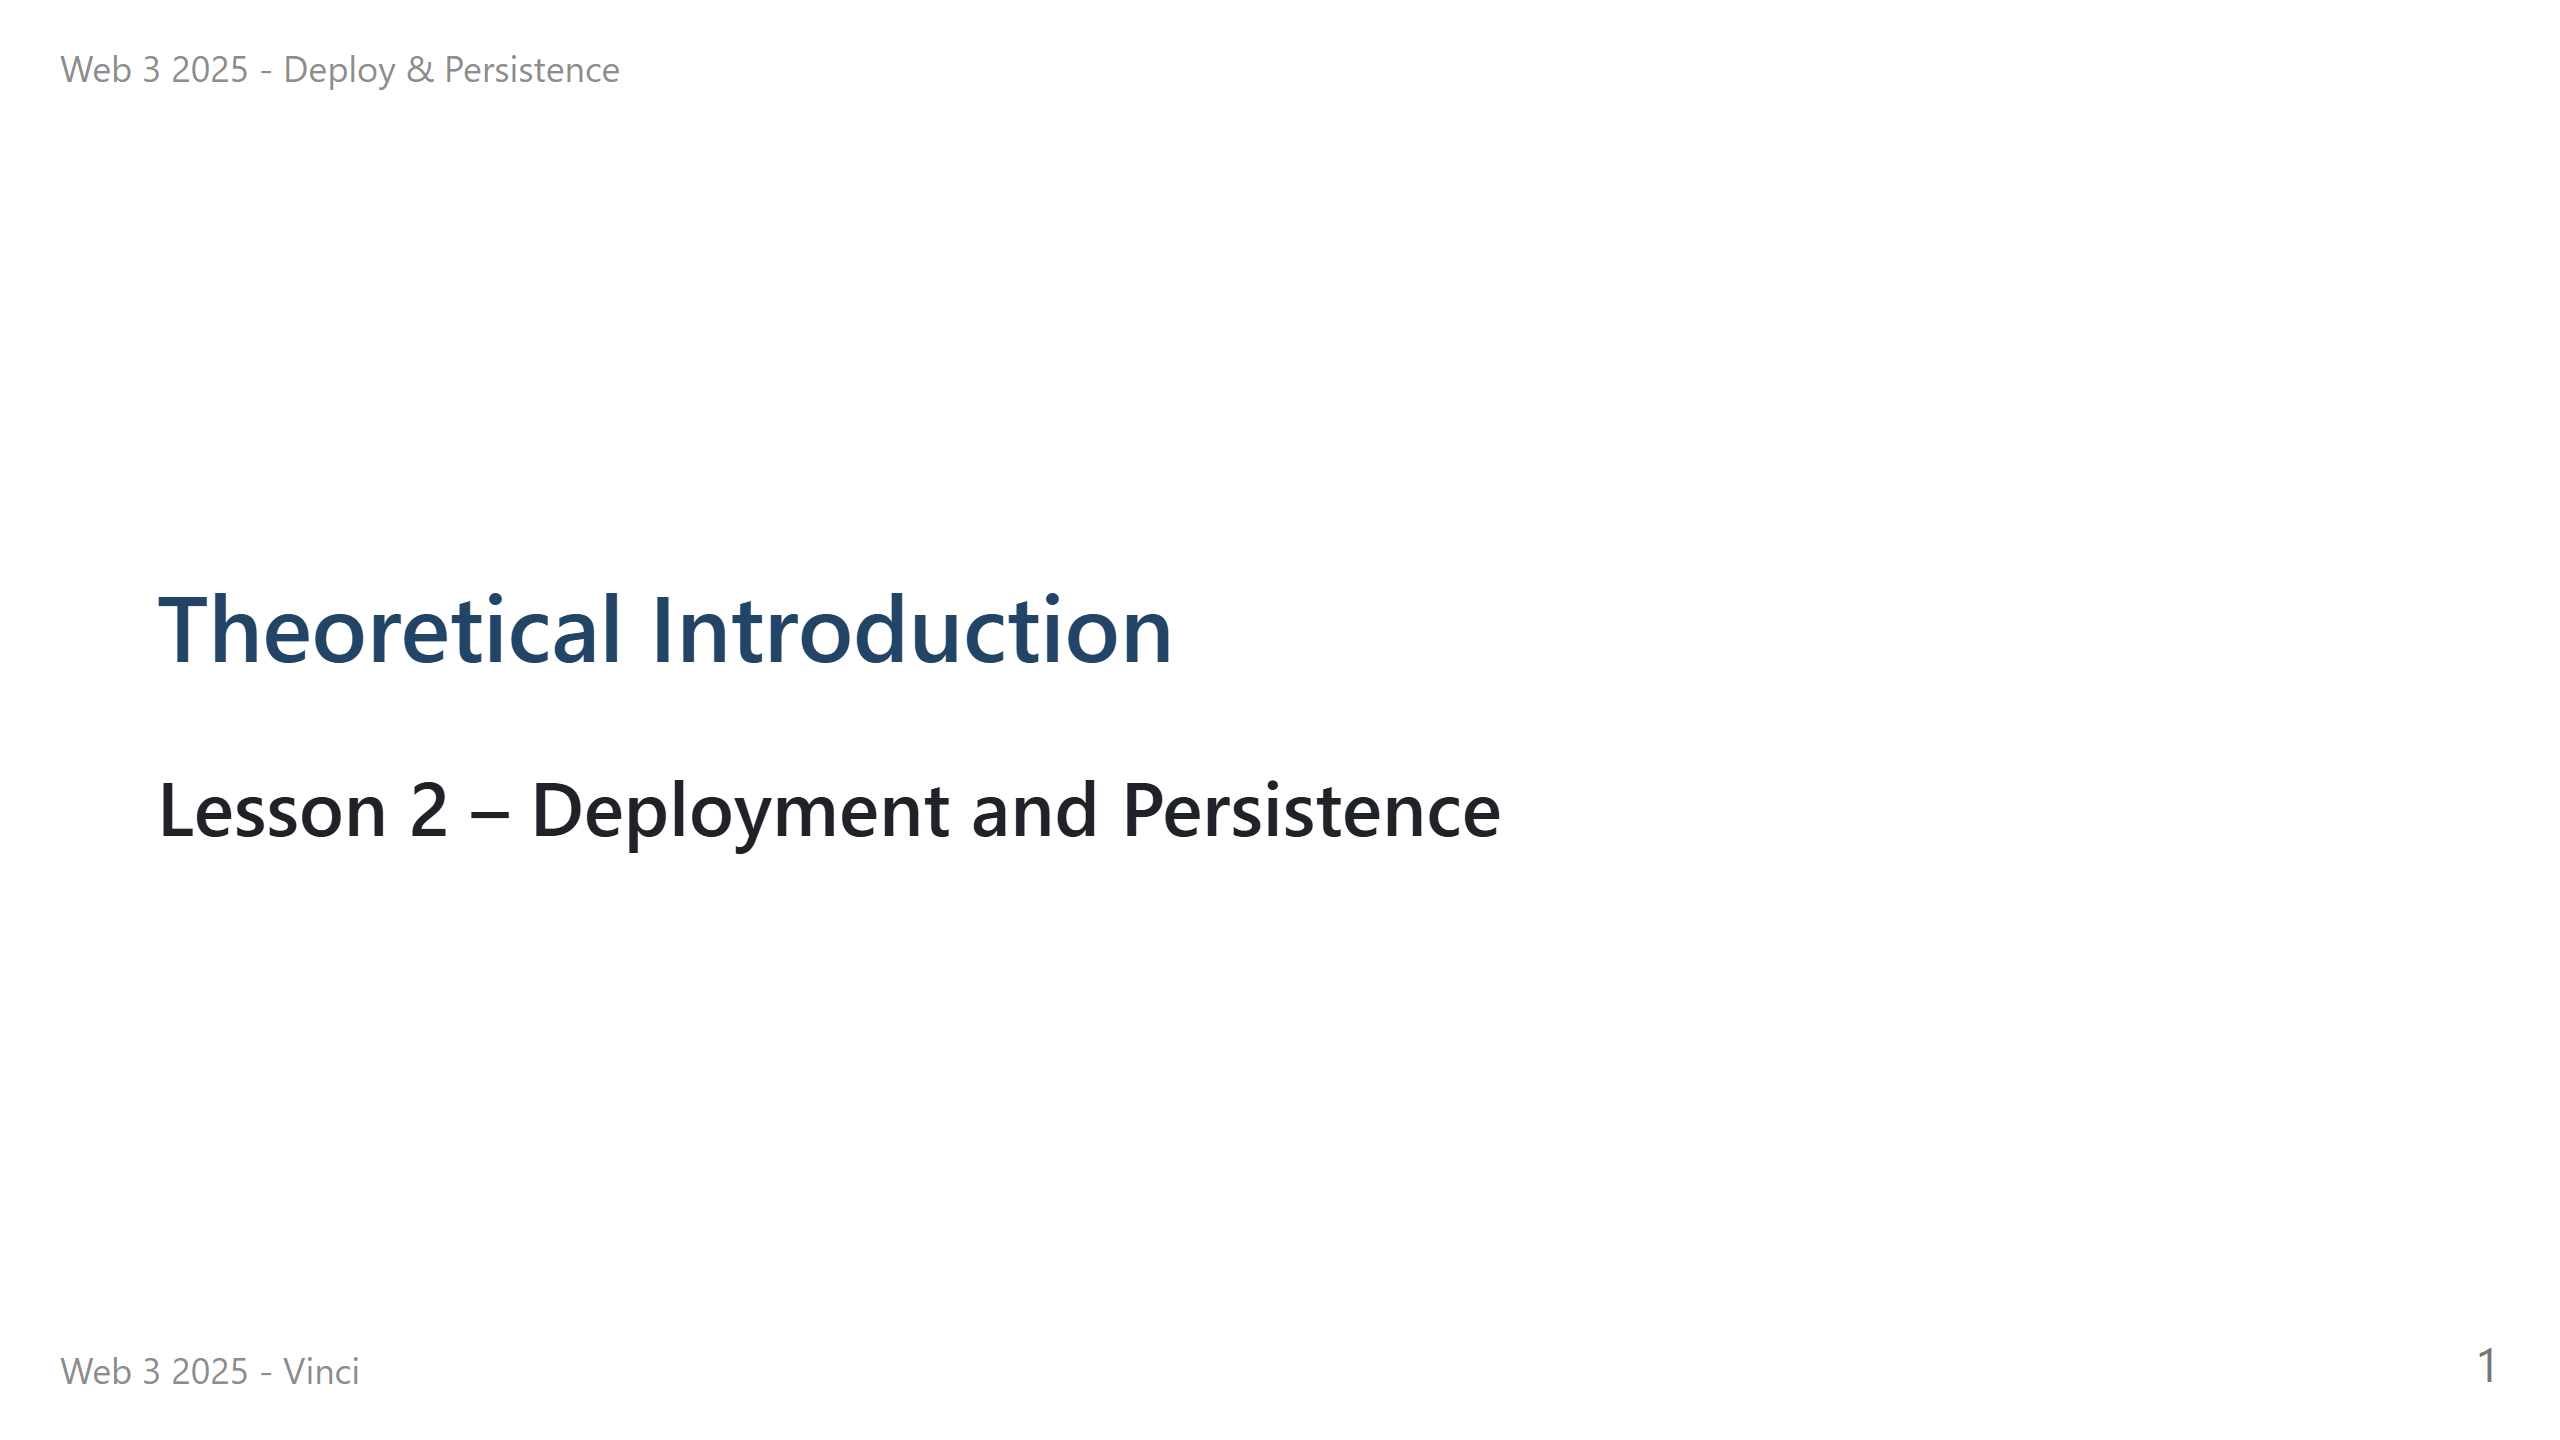 Web 3 2025 - Deploy & Persistence
Theoretical Introduction
Lesson 2 – Deployment and Persistence
Web 3 2025 - Vinci
1